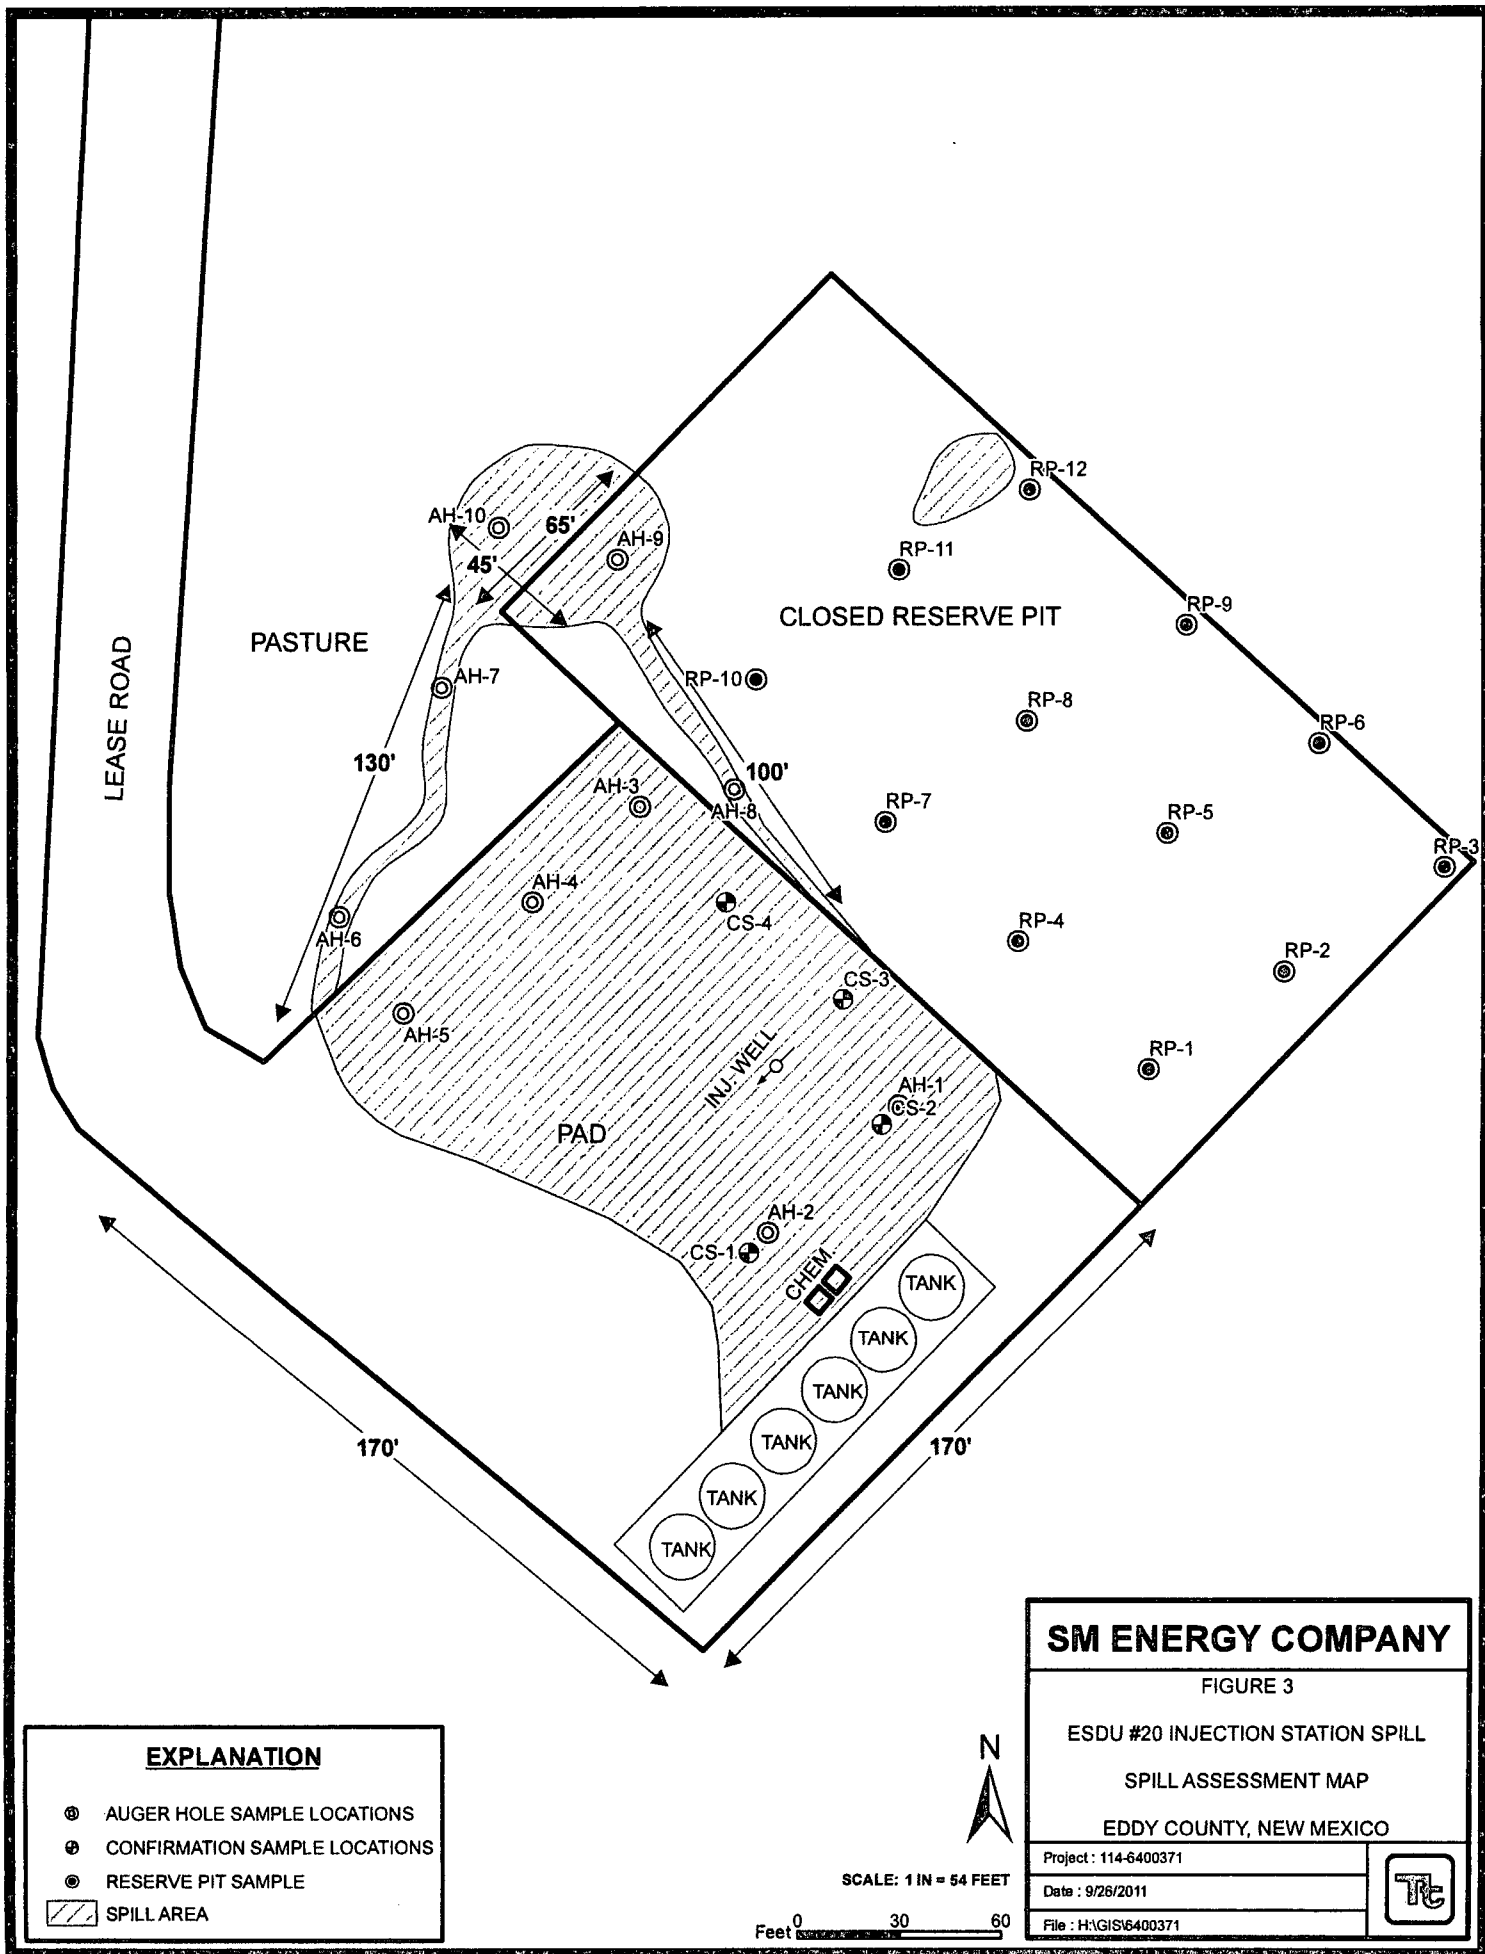 RP-12
AH-10
65'
AH-9
RP-11
45'
CLOSED RESERVE PIT
RP-9
PASTURE
LEASE ROAD
AH-7
RP-10
RP-8
RP-6
130'
100'
AH-3
AH-8
RP-7
RP-5
RP-3
AH-4
CS-4
AH-6
RP-4
RP-2
CS-3
AH-5
INJ. WELL
RP-1
AH-1
CS-2
PAD
AH-2
CS-1
CHEM
TANK
TANK
TANK
TANK
TANK
TANK
170'
170'
SM ENERGY COMPANY
FIGURE 3
ESDU #20 INJECTION STATION SPILL
SPILL ASSESSMENT MAP
EDDY COUNTY, NEW MEXICO
Project : 114-6400371
Date : 9/26/2011
File : H:\GIS\6400371
Tt
EXPLANATION
AUGER HOLE SAMPLE LOCATIONS
CONFIRMATION SAMPLE LOCATIONS
RESERVE PIT SAMPLE
SPILL AREA
N
SCALE: 1 IN = 54 FEET
Feet 0 30 60